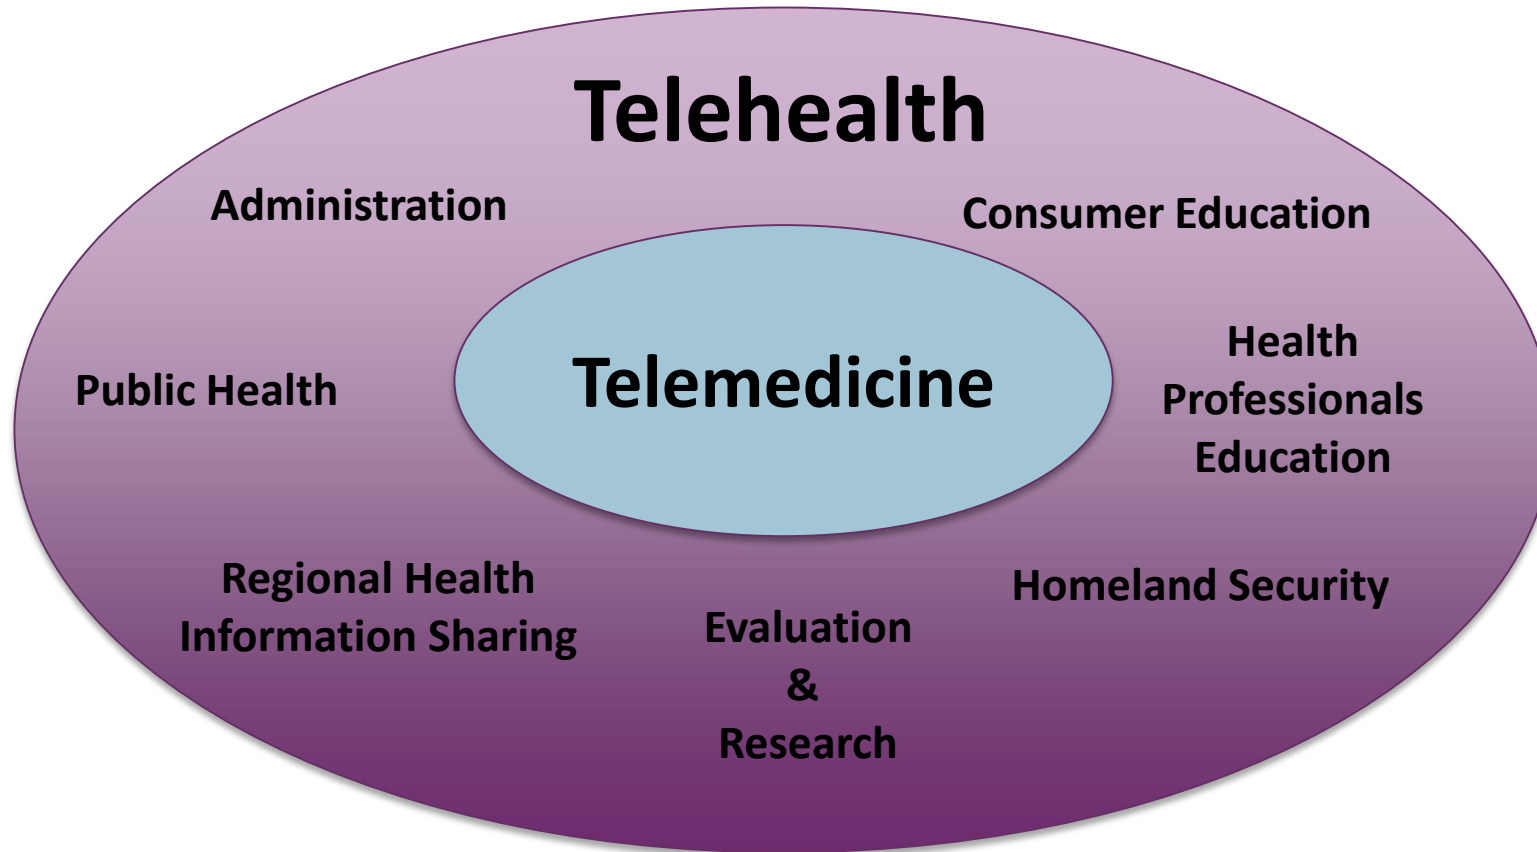 Telehealth
Administration
Consumer Education
Telemedicine
Public Health
Health
Professionals
Education
Regional Health
Information Sharing
Evaluation
&
Research
Homeland Security